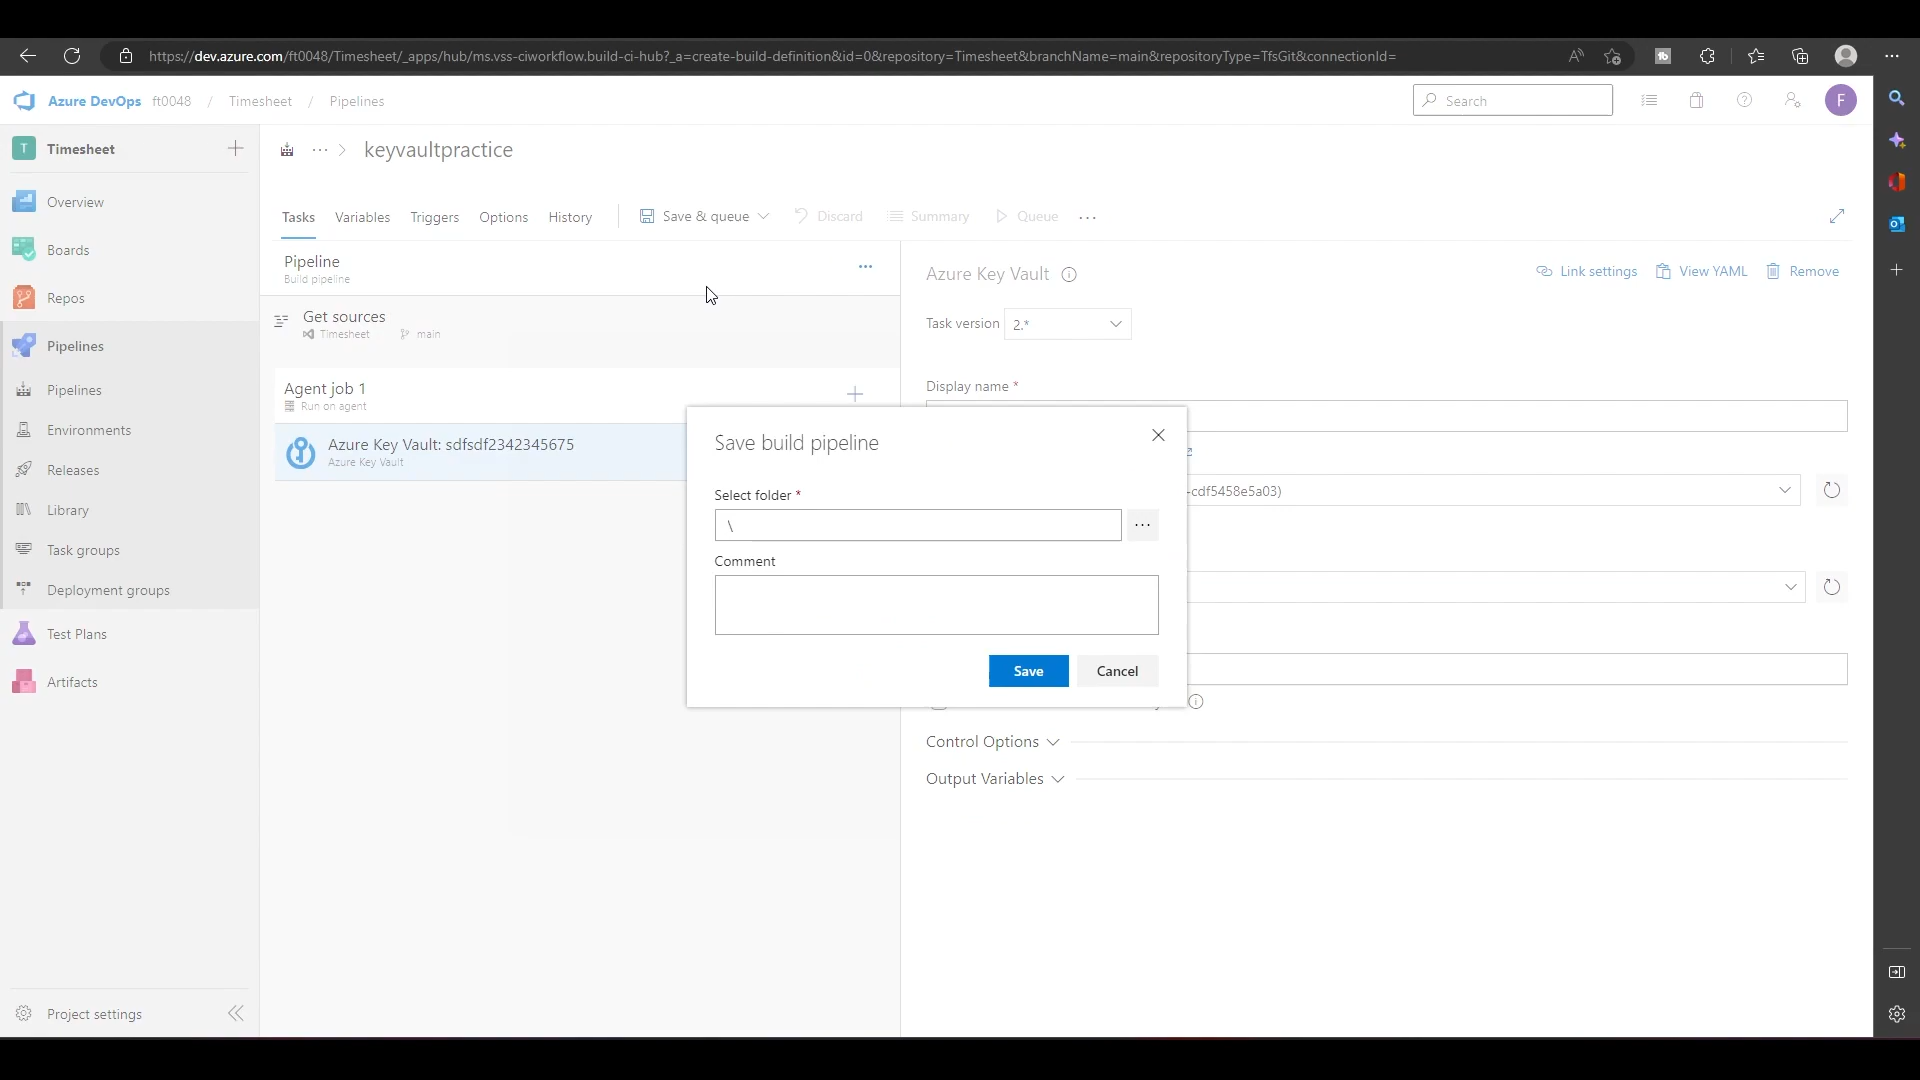 https://dev.azure.com/ft0048/Timesheet/_apps/hub/ms.vss-ciworkflow.build-ci-hub?_a=create-build-definition&id=0&repository=Timesheet&branchName=main&repositoryType=TfsGit&connectionId=
Azure DevOps ft0048 / Timesheet / Pipelines
Search
F
T Timesheet
Overview
Boards
Repos
Pipelines
Pipelines
Environments
Releases
Library
Task groups
Deployment groups
Test Plans
Artifacts
Project settings
... > keyvaultpractice
Tasks Variables Triggers Options History Save & queue Discard Summary Queue ...
Pipeline
Build pipeline
Get sources
Timesheet main
Agent job 1
Run on agent
Azure Key Vault: sdfsdf2342345675
Azure Key Vault
Azure Key Vault
Link settings View YAML Remove
Task version 2.*
Display name *
-cdf5458e5a03)
Control Options
Output Variables
Save build pipeline
Select folder *
\
...
Comment
Save Cancel